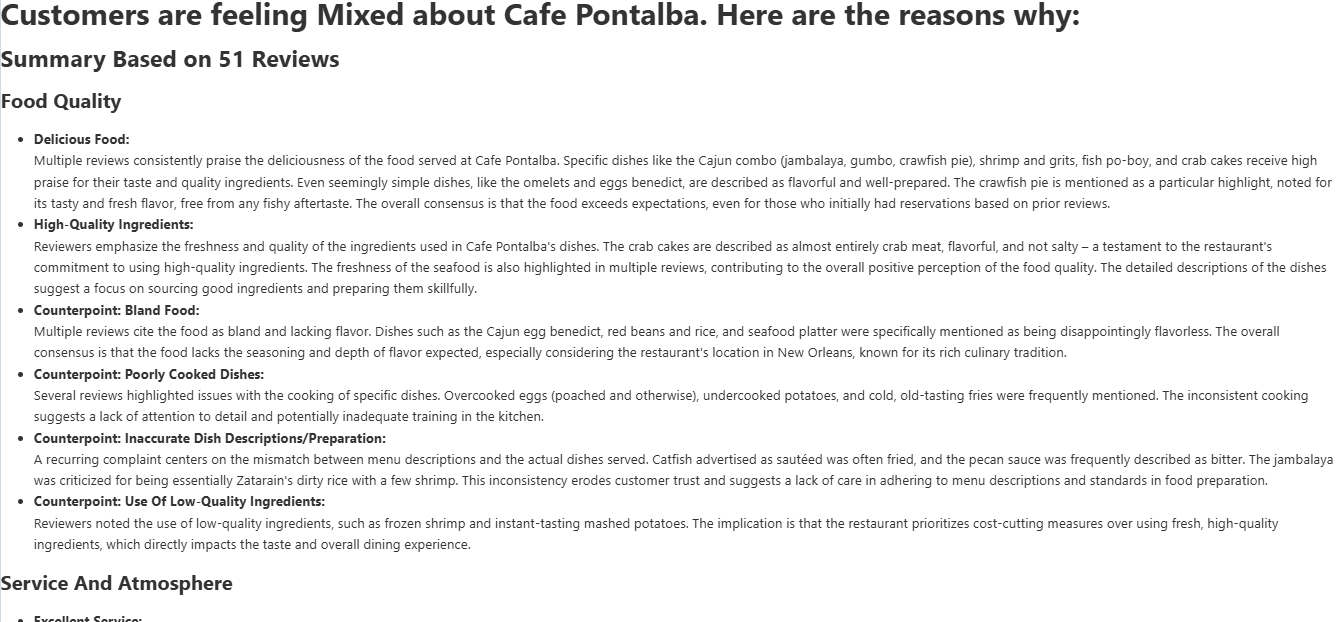 Customers are feeling Mixed about Cafe Pontalba. Here are the reasons why:
Summary Based on 51 Reviews
Food Quality
• Delicious Food:
Multiple reviews consistently praise the deliciousness of the food served at Cafe Pontalba. Specific dishes like the Cajun combo (jambalaya, gumbo, crawfish pie), shrimp and grits, fish po-boy, and crab cakes receive high
praise for their taste and quality ingredients. Even seemingly simple dishes, like the omelets and eggs benedict, are described as flavorful and well-prepared. The crawfish pie is mentioned as a particular highlight, noted for
its tasty and fresh flavor, free from any fishy aftertaste. The overall consensus is that the food exceeds expectations, even for those who initially had reservations based on prior reviews.
• High-Quality Ingredients:
Reviewers emphasize the freshness and quality of the ingredients used in Cafe Pontalba's dishes. The crab cakes are described as almost entirely crab meat, flavorful, and not salty – a testament to the restaurant's
commitment to using high-quality ingredients. The freshness of the seafood is also highlighted in multiple reviews, contributing to the overall positive perception of the food quality. The detailed descriptions of the dishes
suggest a focus on sourcing good ingredients and preparing them skillfully.
• Counterpoint: Bland Food:
Multiple reviews cite the food as bland and lacking flavor. Dishes such as the Cajun egg benedict, red beans and rice, and seafood platter were specifically mentioned as being disappointingly flavorless. The overall
consensus is that the food lacks the seasoning and depth of flavor expected, especially considering the restaurant's location in New Orleans, known for its rich culinary tradition.
• Counterpoint: Poorly Cooked Dishes:
Several reviews highlighted issues with the cooking of specific dishes. Overcooked eggs (poached and otherwise), undercooked potatoes, and cold, old-tasting fries were frequently mentioned. The inconsistent cooking
suggests a lack of attention to detail and potentially inadequate training in the kitchen.
• Counterpoint: Inaccurate Dish Descriptions/Preparation:
A recurring complaint centers on the mismatch between menu descriptions and the actual dishes served. Catfish advertised as sautéed was often fried, and the pecan sauce was frequently described as bitter. The jambalaya
was criticized for being essentially Zatarain's dirty rice with a few shrimp. This inconsistency erodes customer trust and suggests a lack of care in adhering to menu descriptions and standards in food preparation.
• Counterpoint: Use Of Low-Quality Ingredients:
Reviewers noted the use of low-quality ingredients, such as frozen shrimp and instant-tasting mashed potatoes. The implication is that the restaurant prioritizes cost-cutting measures over using fresh, high-quality
ingredients, which directly impacts the taste and overall dining experience.
Service And Atmosphere
• Excellent Service: